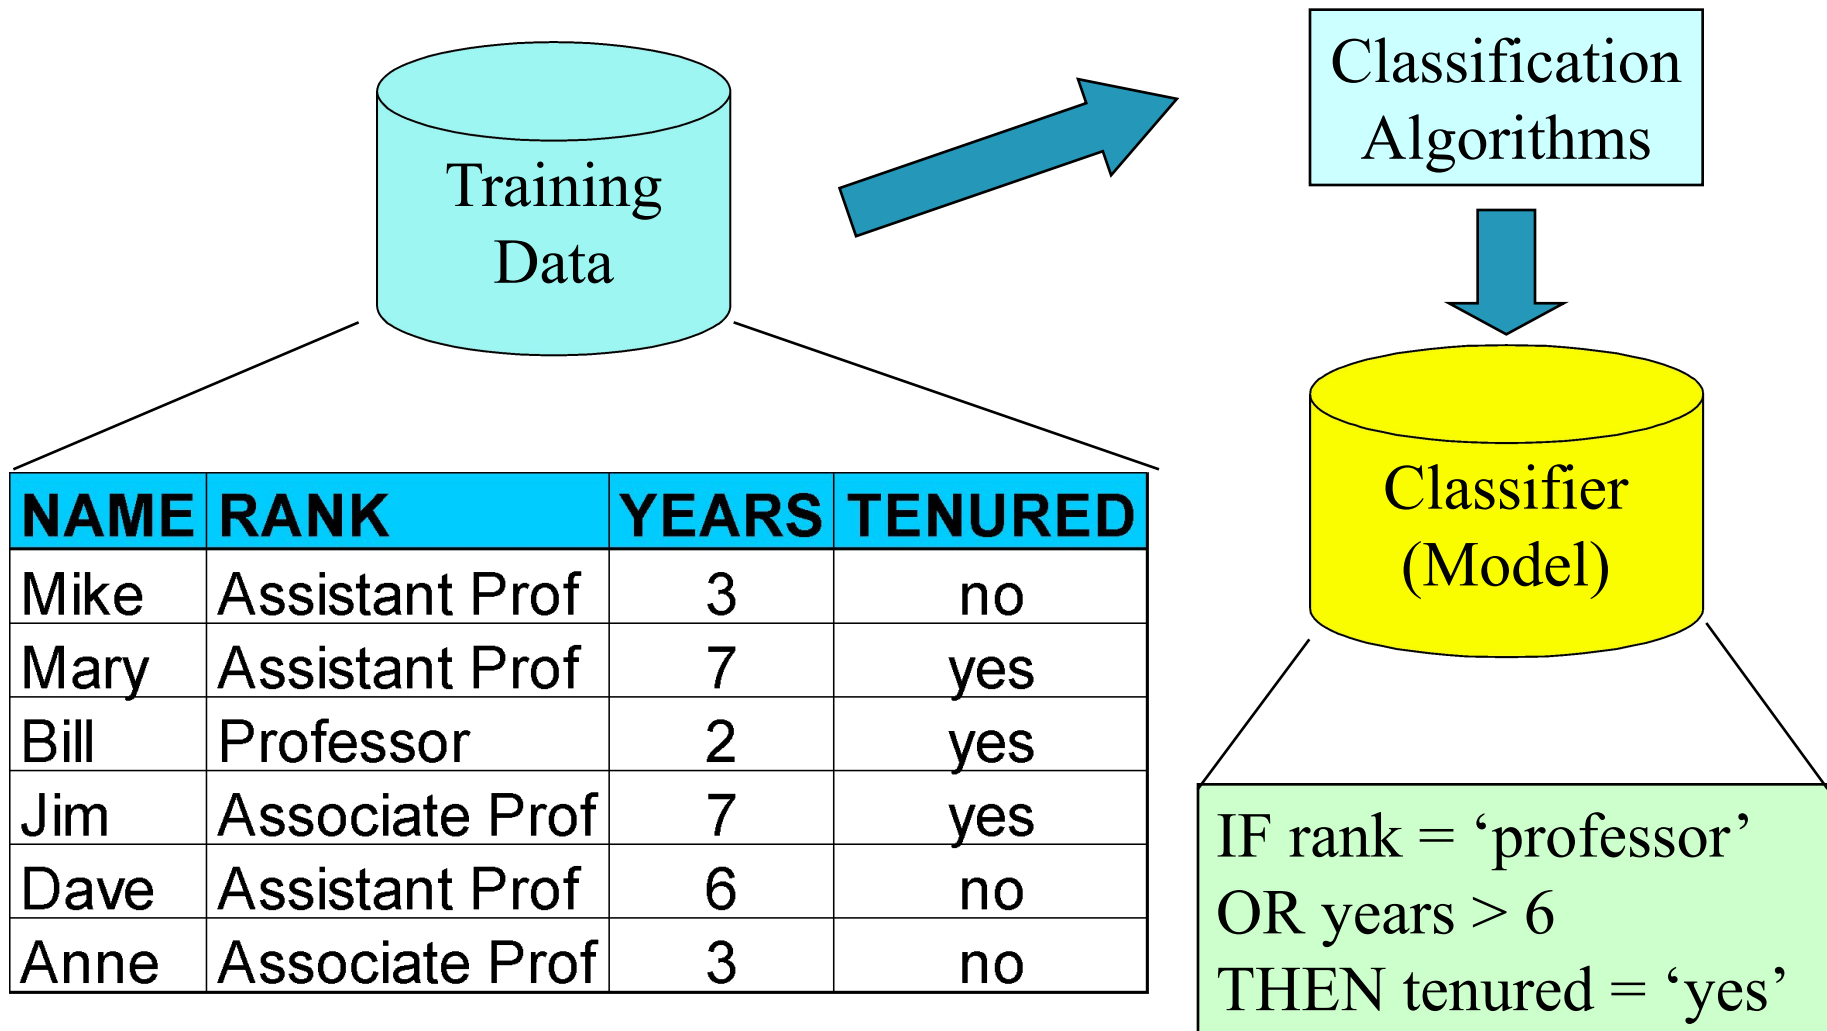 Training
Data
Classification
Algorithms
NAME RANK YEARS TENURED
Mike Assistant Prof 3 no
Mary Assistant Prof 7 yes
Bill Professor 2 yes
Jim Associate Prof 7 yes
Dave Assistant Prof 6 no
Anne Associate Prof 3 no
Classifier
(Model)
IF rank = ‘professor’
OR years > 6
THEN tenured = ‘yes’